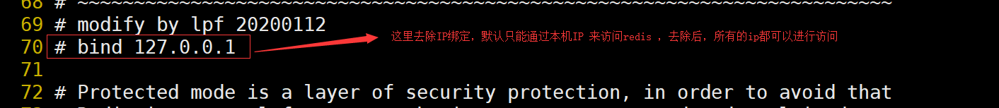 68 # ~~~~~~~~~~~~~~~~~~~~~~~~~~~~~~~~~~~~~~~~~~~~~~~~~~~~~~~~~~~~~~~~~~~~~~~~
69 # modify by lpf 20200112
70 # bind 127.0.0.1
这里去除IP绑定，默认只能通过本机IP 来访问redis ，去除后，所有的ip都可以进行访问
71
72 # Protected mode is a layer of security protection, in order to avoid that